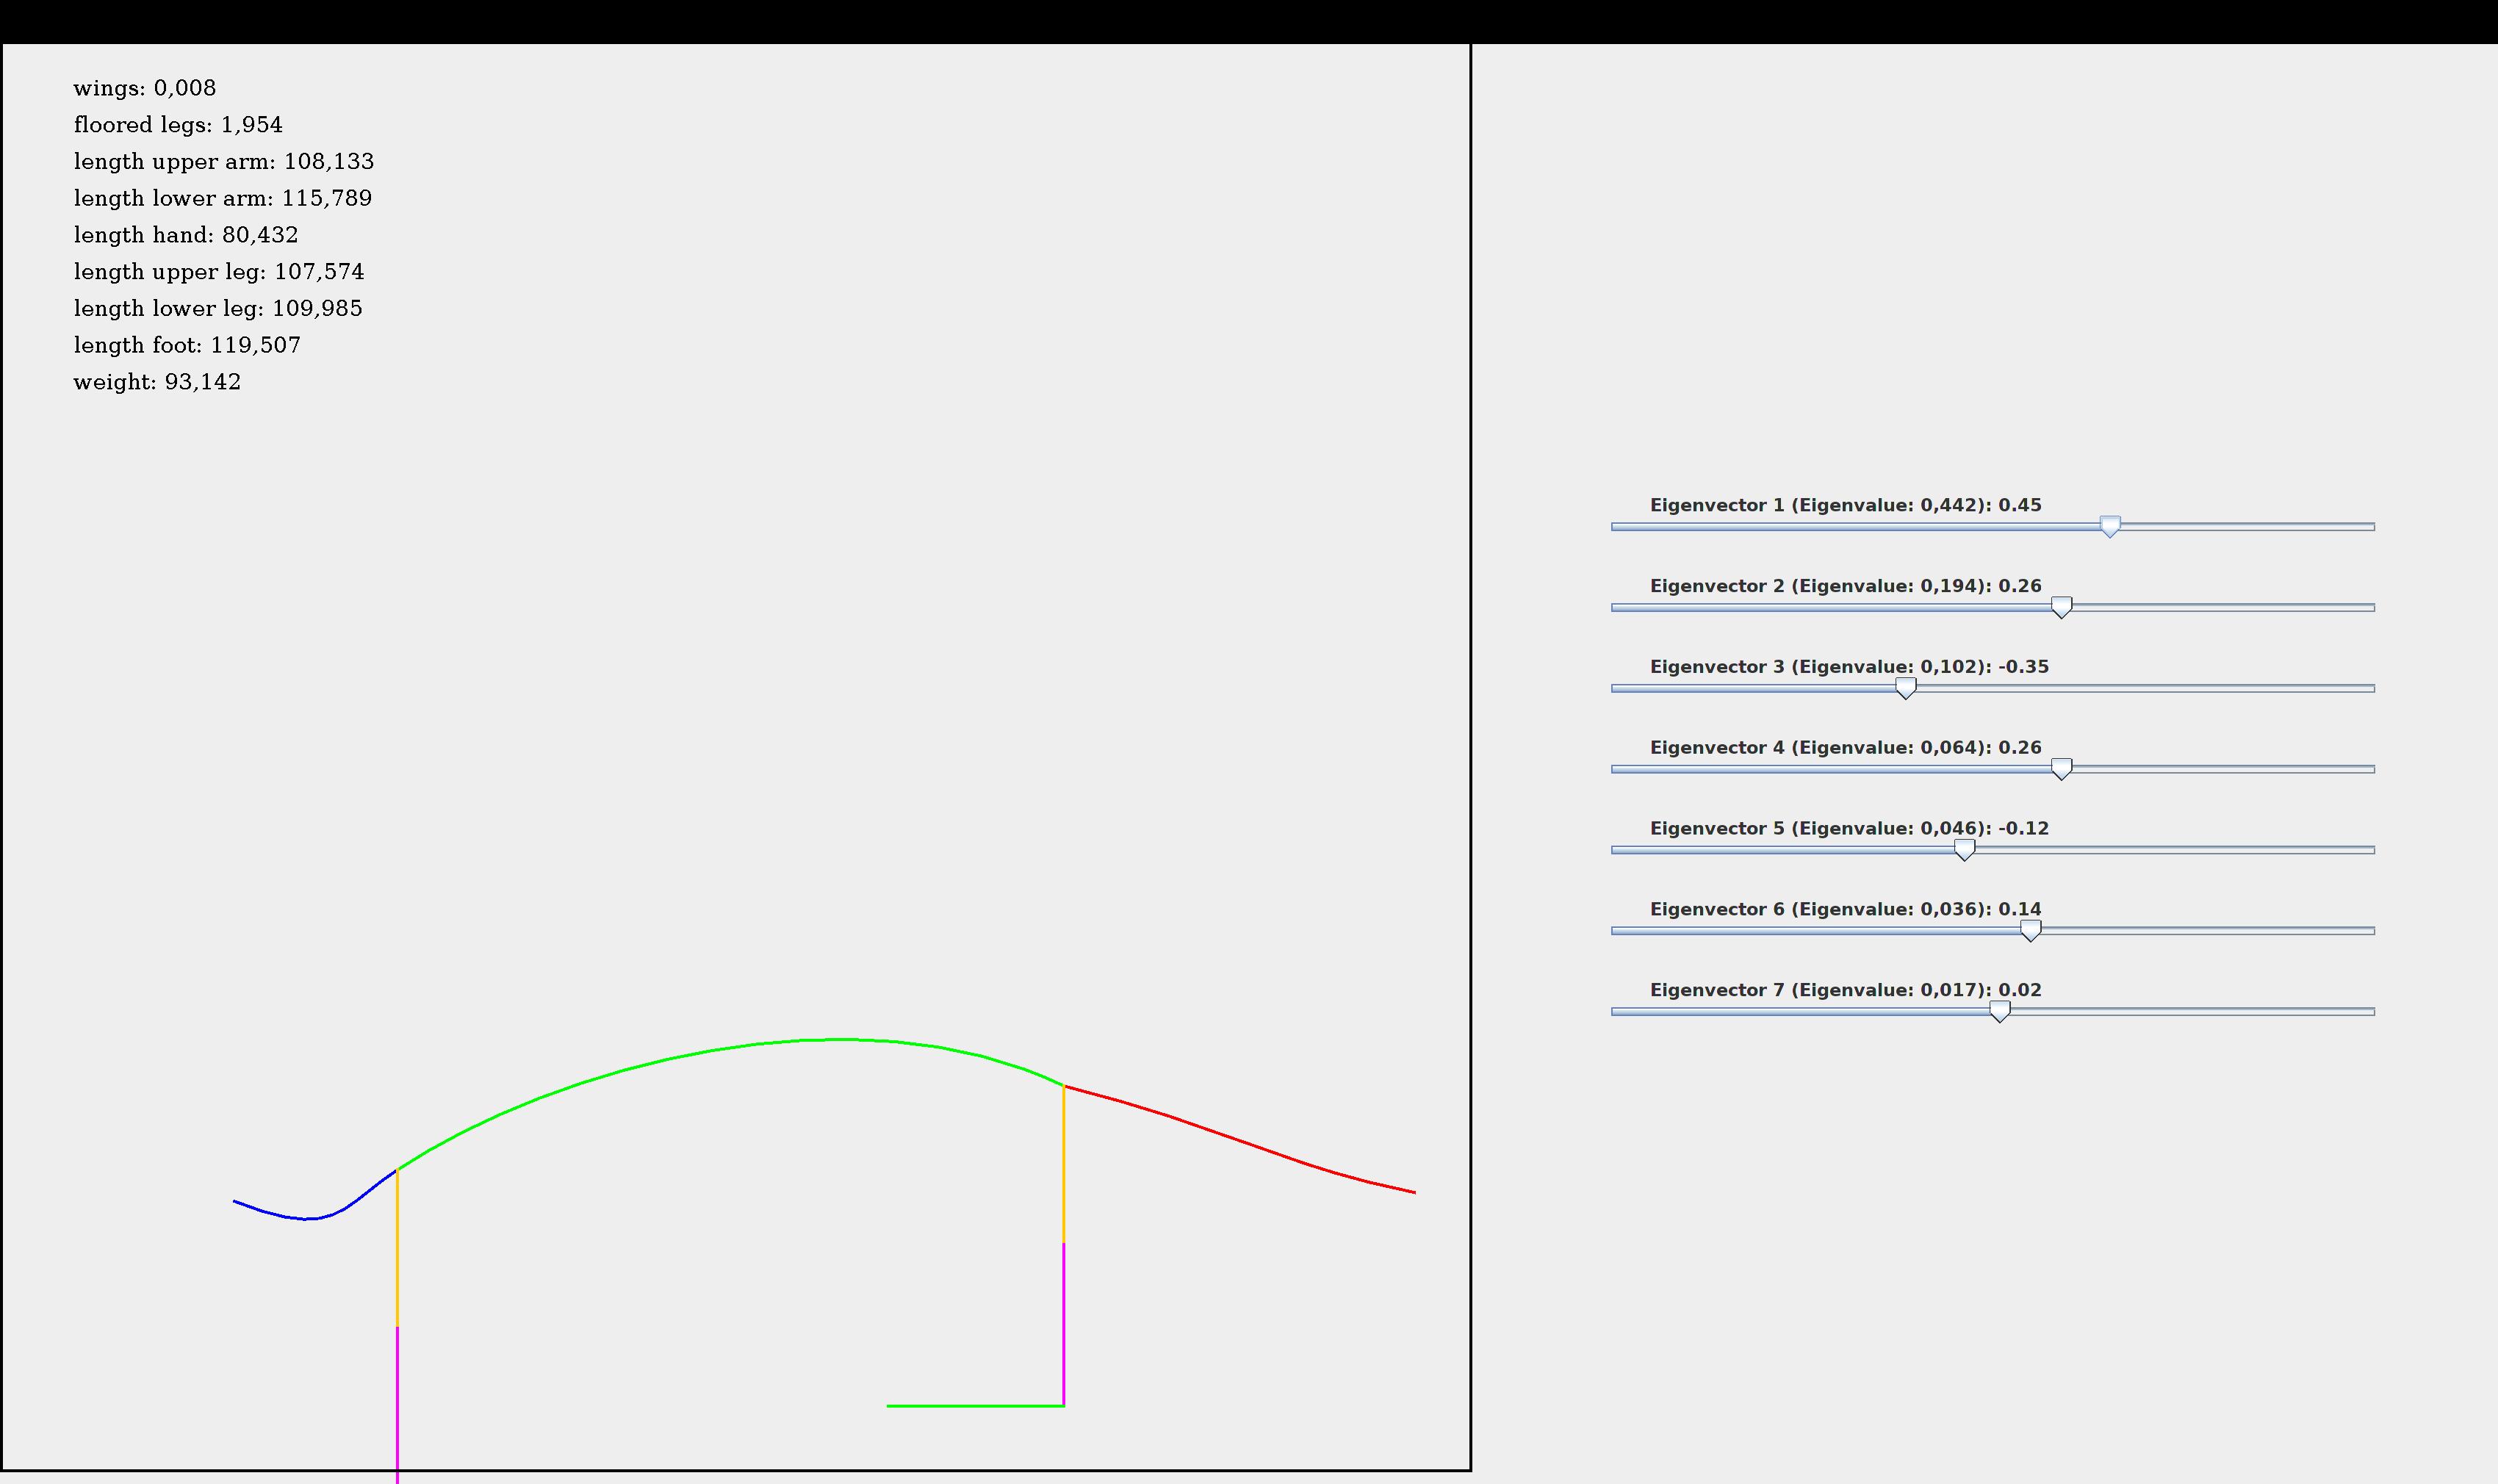 wings: 0,008
floored legs: 1,954
length upper arm: 108,133
length lower arm: 115,789
length hand: 80,432
length upper leg: 107,574
length lower leg: 109,985
length foot: 119,507
weight: 93,142
Eigenvector 1 (Eigenvalue: 0,442): 0.45
Eigenvector 2 (Eigenvalue: 0,194): 0.26
Eigenvector 3 (Eigenvalue: 0,102): -0.35
Eigenvector 4 (Eigenvalue: 0,064): 0.26
Eigenvector 5 (Eigenvalue: 0,046): -0.12
Eigenvector 6 (Eigenvalue: 0,036): 0.14
Eigenvector 7 (Eigenvalue: 0,017): 0.02